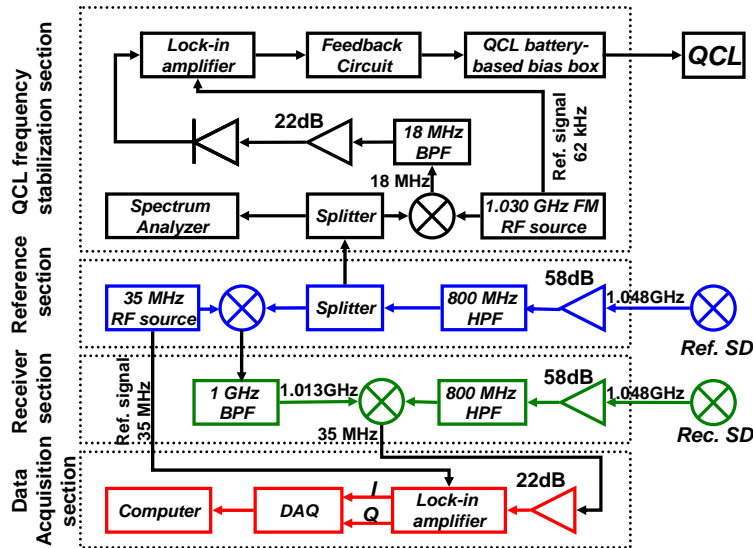 QCL frequency
stabilization section
Lock-in
amplifier
Feedback
Circuit
QCL battery-
based bias box
QCL
22dB
18 MHz
BPF
Ref. signal
62 kHz
18 MHz
Spectrum
Analyzer
Splitter
1.030 GHz FM
RF source
Reference
section
35 MHz
RF source
Splitter
800 MHz
HPF
58dB
1.048GHz
Ref. SD
Receiver
section
Ref. signal
35 MHz
1 GHz
BPF
1.013GHz
35 MHz
800 MHz
HPF
58dB
1.048GHz
Rec. SD
Data
Acquisition
section
Computer
DAQ
I
Q
Lock-in
amplifier
22dB